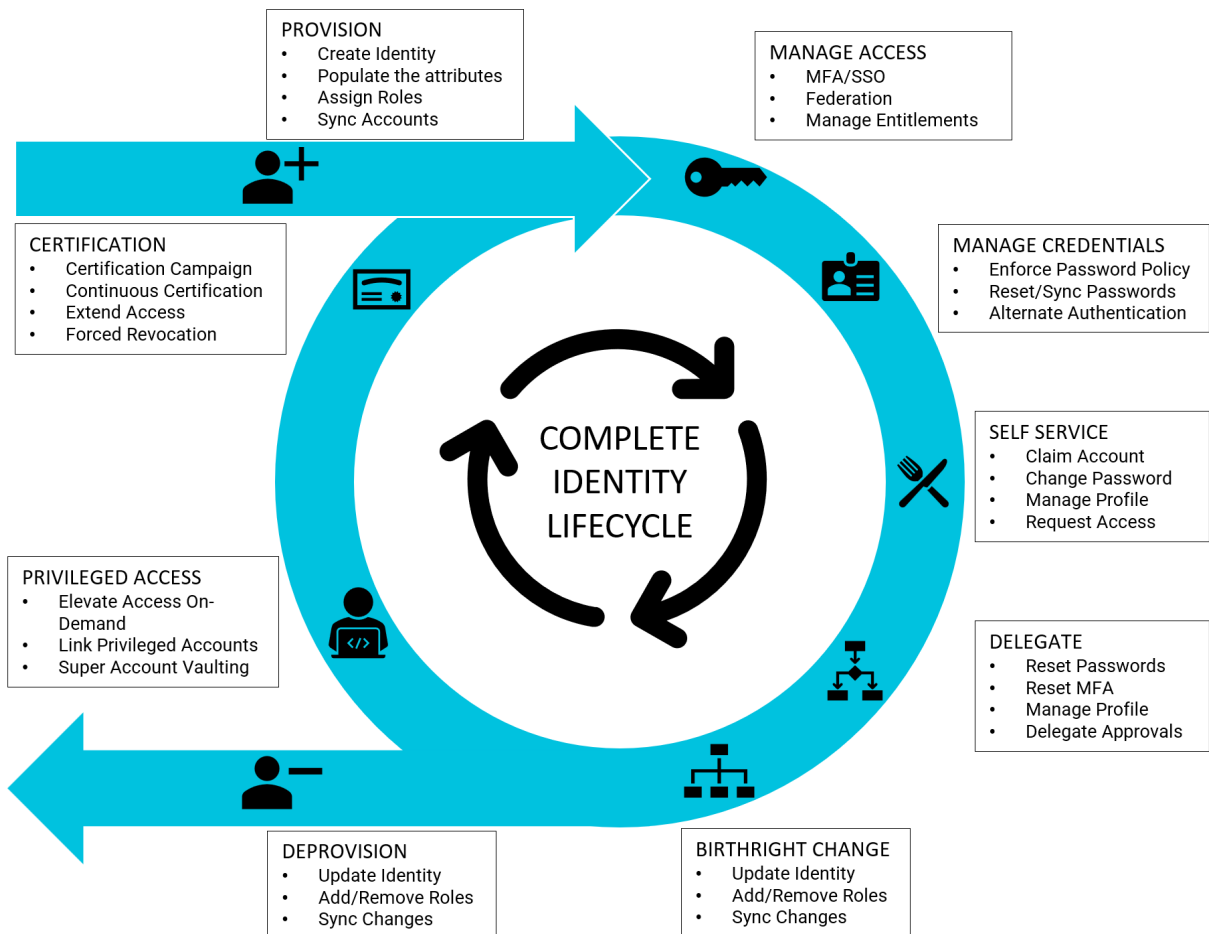 PROVISION
• Create Identity
• Populate the attributes
• Assign Roles
• Sync Accounts
MANAGE ACCESS
• MFA/SSO
• Federation
• Manage Entitlements
CERTIFICATION
• Certification Campaign
• Continuous Certification
• Extend Access
• Forced Revocation
MANAGE CREDENTIALS
• Enforce Password Policy
• Reset/Sync Passwords
• Alternate Authentication
COMPLETE
IDENTITY
LIFECYCLE
SELF SERVICE
• Claim Account
• Change Password
• Manage Profile
• Request Access
PRIVILEGED ACCESS
• Elevate Access On-
Demand
• Link Privileged Accounts
• Super Account Vaulting
</>
DELEGATE
• Reset Passwords
• Reset MFA
• Manage Profile
• Delegate Approvals
DEPROVISION
• Update Identity
• Add/Remove Roles
• Sync Changes
BIRTHRIGHT CHANGE
• Update Identity
• Add/Remove Roles
• Sync Changes